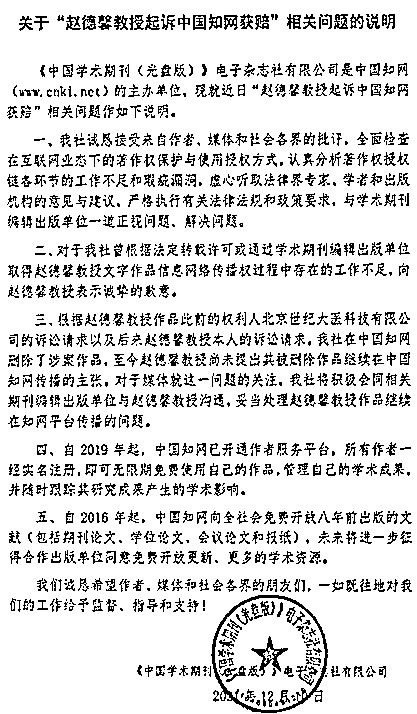 关于“赵德馨教授起诉中国知网获赔”相关问题的说明
《中国学术期刊（光盘版）》电子杂志社有限公司是中国知网
（www.cnki.net）的主办单位，现就近日“赵德馨教授起诉中国知网
获赔”相关问题作如下说明。
一、我社诚恳接受来自作者、媒体和社会各界的批评，全面检查
在互联网业态下的著作权保护与使用授权方式，认真分析著作权授权
链各环节的工作不足和瑕疵漏洞，虚心听取法律界专家、学者和出版
机构的意见与建议，严格执行有关法律法规和政策要求，与学术期刊
编辑出版单位一道正视问题、解决问题。
二、对于我社曾根据法定转载许可或通过学术期刊编辑出版单位
取得赵德馨教授文字作品信息网络传播权过程中存在的工作不足，向
赵德馨教授表示诚挚的歉意。
三、根据赵德馨教授作品此前的权利人北京世纪大医科技有限公司
的诉讼请求以及后来赵德馨教授本人的诉讼请求，我社在中国知网
删除了涉案作品，至今赵德馨教授尚未提出其被删除作品继续在中国
知网传播的主张，对于媒体就这一问题的关注，我社将积极会同相关
期刊编辑出版单位与赵德馨教授沟通，妥当处理赵德馨教授作品继续
在知网平台传播的问题。
四、自 2019 年起，中国知网已开通作者服务平台，所有作者一
经实名注册，即可无限期免费使用自己的作品，管理自己的学术成果，
并随时跟踪其研究成果产生的学术影响。
五、自 2016 年起，中国知网向全社会免费开放八年前出版的文
献（包括期刊论文、学位论文、会议论文和报纸），未来将进一步征
得合作出版单位同意免费开放更新、更多的学术资源。
我们诚恳希望作者、媒体和社会各界的朋友们，一如既往地对我
们的工作给予监督、指导和支持！
《中国学术期刊（光盘版）》电子杂志社有限公司
年 12 月 日